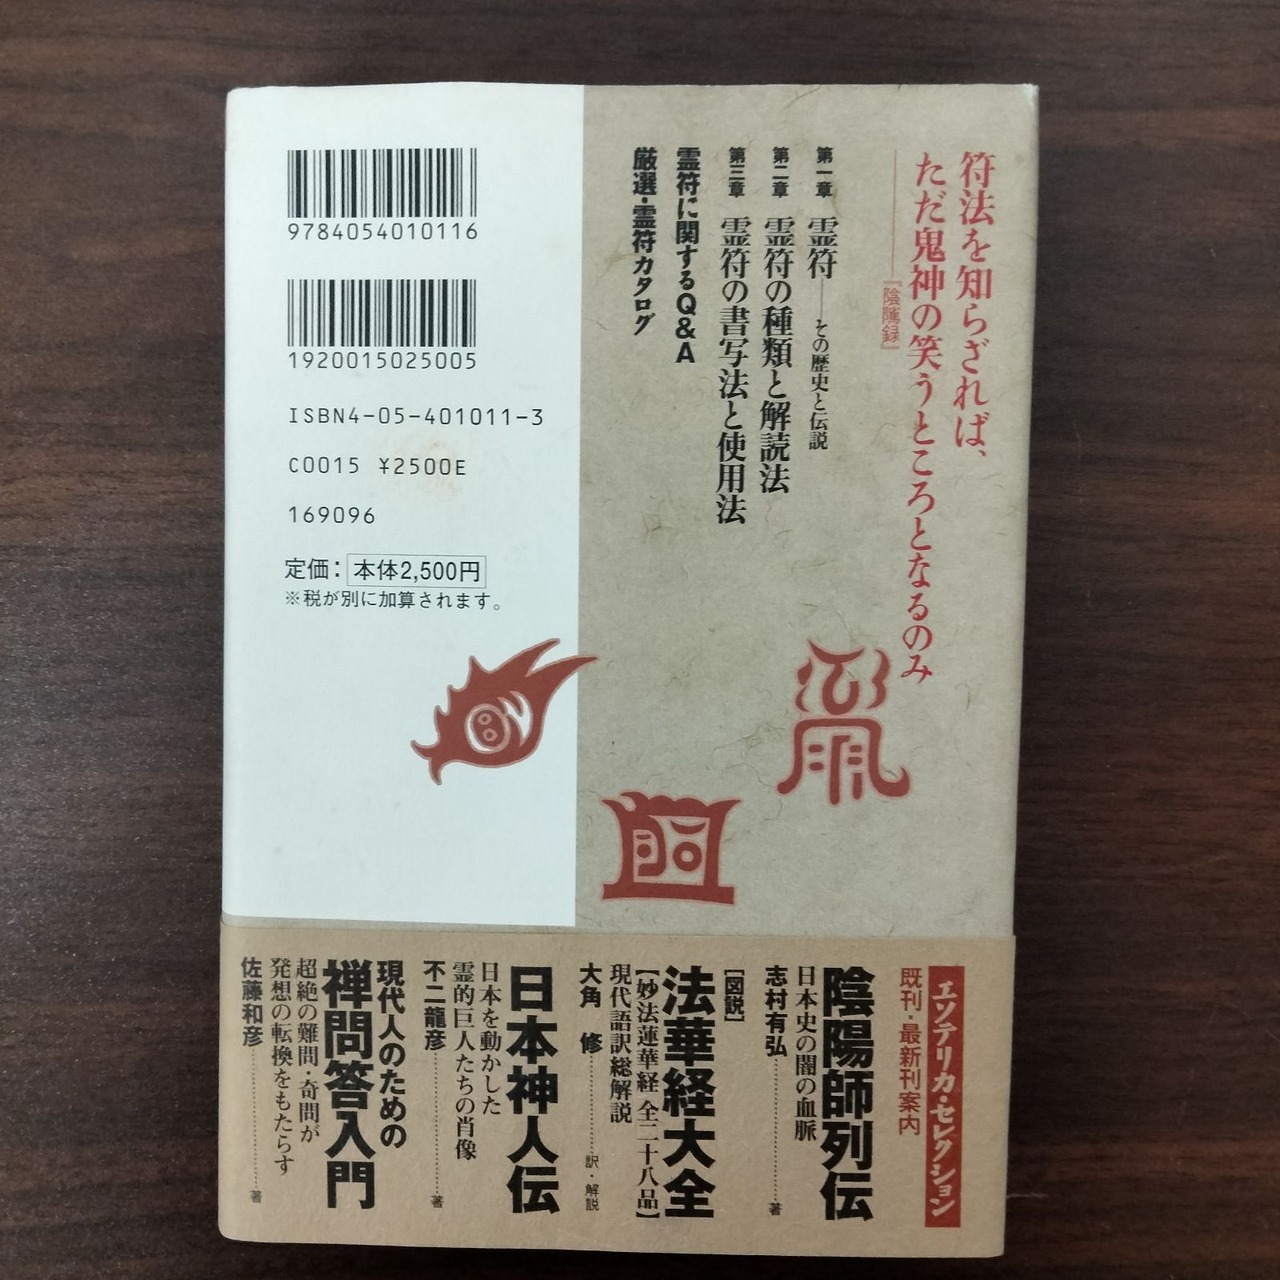 符法を知らざれば、
ただ鬼神の笑うところとなるのみ
──『陰隲録』
第一章 霊符──その歴史と伝説
第二章 霊符の種類と解読法
第三章 霊符の書写法と使用法
霊符に関するQ&A
厳選・霊符カタログ
9784054010116
1920015025005
ISBN4-05-401011-3
C0015 ¥2500E
169096
定価：本体2,500円
※税が別に加算されます。
エソテリカ・セレクション
既刊・最新刊案内
陰陽師列伝
日本史の闇の血脈
志村有弘…………著
[図説]
法華経大全
[妙法蓮華経 全二十八品]
現代語訳総解説
大角 修…………訳・解説
日本神人伝
日本を動かした
霊的巨人たちの肖像
不二龍彦…………著
現代人のための
禅問答入門
超絶の難問・奇問が
発想の転換をもたらす
佐藤和彦…………著